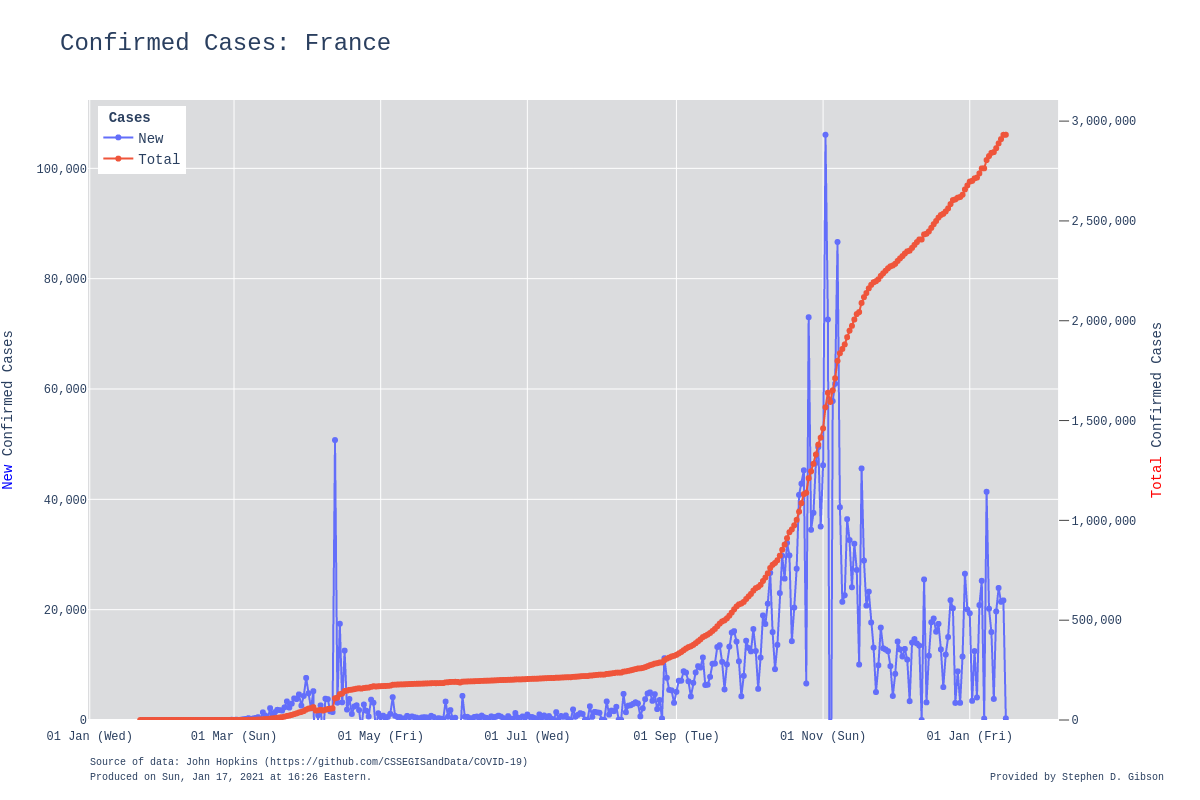 Confirmed Cases: France
Cases
New
Total
100,000
80,000
60,000
40,000
20,000
0
3,000,000
2,500,000
2,000,000
1,500,000
1,000,000
500,000
0
New Confirmed Cases
Total Confirmed Cases
01 Jan (Wed) 01 Mar (Sun) 01 May (Fri) 01 Jul (Wed) 01 Sep (Tue) 01 Nov (Sun) 01 Jan (Fri)
Source of data: John Hopkins (https://github.com/CSSEGISandData/COVID-19)
Produced on Sun, Jan 17, 2021 at 16:26 Eastern.
Provided by Stephen D. Gibson